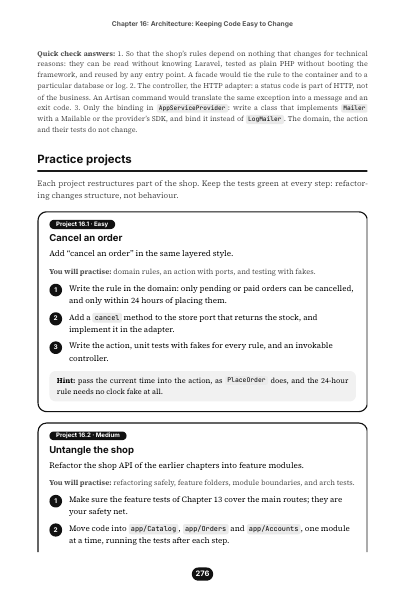 Chapter 16: Architecture: Keeping Code Easy to Change
Quick check answers: 1. So that the shop's rules depend on nothing that changes for technical
reasons: they can be read without knowing Laravel, tested as plain PHP without booting the
framework, and reused by any entry point. A facade would tie the rule to the container and to a
particular database or log. 2. The controller, the HTTP adapter: a status code is part of HTTP, not
of the business. An Artisan command would translate the same exception into a message and an
exit code. 3. Only the binding in AppServiceProvider: write a class that implements Mailer
with a Mailable or the provider's SDK, and bind it instead of LogMailer. The domain, the action
and their tests do not change.
Practice projects
Each project restructures part of the shop. Keep the tests green at every step: refactor-
ing changes structure, not behaviour.
Project 16.1 · Easy
Cancel an order
Add "cancel an order" in the same layered style.
You will practise: domain rules, an action with ports, and testing with fakes.
1 Write the rule in the domain: only pending or paid orders can be cancelled,
and only within 24 hours of placing them.
2 Add a cancel method to the store port that returns the stock, and
implement it in the adapter.
3 Write the action, unit tests with fakes for every rule, and an invokable
controller.
Hint: pass the current time into the action, as PlaceOrder does, and the 24-hour
rule needs no clock fake at all.
Project 16.2 · Medium
Untangle the shop
Refactor the shop API of the earlier chapters into feature modules.
You will practise: refactoring safely, feature folders, module boundaries, and arch tests.
1 Make sure the feature tests of Chapter 13 cover the main routes; they are
your safety net.
2 Move code into app/Catalog, app/Orders and app/Accounts, one module
at a time, running the tests after each step.
276